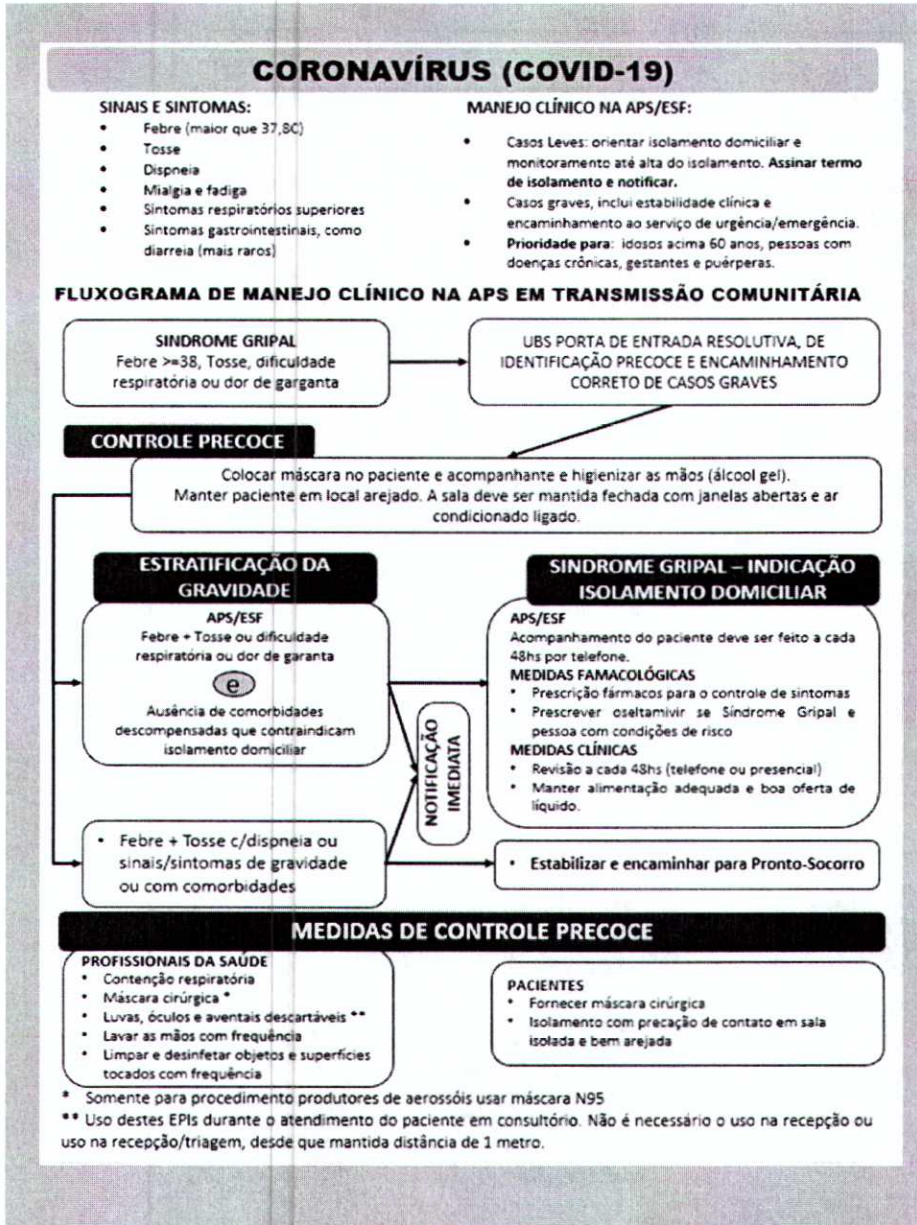 CORONAVÍRUS (COVID-19)
SINAIS E SINTOMAS:
• Febre (maior que 37,8C)
• Tosse
• Dispneia
• Mialgia e fadiga
• Sintomas respiratórios superiores
• Sintomas gastrointestinais, como
diarreia (mais raros)
MANEJO CLÍNICO NA APS/ESF:
• Casos Leves: orientar isolamento domiciliar e
monitoramento até alta do isolamento. Assinar termo
de isolamento e notificar.
• Casos graves, inclui estabilidade clínica e
encaminhamento ao serviço de urgência/emergência.
• Prioridade para: idosos acima 60 anos, pessoas com
doenças crônicas, gestantes e puérperas.
FLUXOGRAMA DE MANEJO CLÍNICO NA APS EM TRANSMISSÃO COMUNITÁRIA
SINDROME GRIPAL
Febre >=38, Tosse, dificuldade
respiratória ou dor de garganta
UBS PORTA DE ENTRADA RESOLUTIVA, DE
IDENTIFICAÇÃO PRECOCE E ENCAMINHAMENTO
CORRETO DE CASOS GRAVES
CONTROLE PRECOCE
Colocar máscara no paciente e acompanhante e higienizar as mãos (álcool gel).
Manter paciente em local arejado. A sala deve ser mantida fechada com janelas abertas e ar
condicionado ligado.
ESTRATIFICAÇÃO DA
GRAVIDADE
APS/ESF
Febre + Tosse ou dificuldade
respiratória ou dor de garanta
e
Ausência de comorbidades
descompensadas que contraindicam
isolamento domiciliar
• Febre + Tosse c/dispneia ou
sinais/sintomas de gravidade
ou com comorbidades
NOTIFICAÇÃO
IMEDIATA
SINDROME GRIPAL – INDICAÇÃO
ISOLAMENTO DOMICILIAR
APS/ESF
Acompanhamento do paciente deve ser feito a cada
48hs por telefone.
MEDIDAS FAMACOLÓGICAS
• Prescrição fármacos para o controle de sintomas
• Prescrever oseltamivir se Síndrome Gripal e
pessoa com condições de risco
MEDIDAS CLÍNICAS
• Revisão a cada 48hs (telefone ou presencial)
• Manter alimentação adequada e boa oferta de
líquido.
• Estabilizar e encaminhar para Pronto-Socorro
MEDIDAS DE CONTROLE PRECOCE
PROFISSIONAIS DA SAÚDE
• Contenção respiratória
• Máscara cirúrgica *
• Luvas, óculos e aventais descartáveis **
• Lavar as mãos com frequência
• Limpar e desinfetar objetos e superfícies
tocados com frequência
PACIENTES
• Fornecer máscara cirúrgica
• Isolamento com precação de contato em sala
isolada e bem arejada
* Somente para procedimento produtores de aerossóis usar máscara N95
** Uso destes EPIs durante o atendimento do paciente em consultório. Não é necessário o uso na recepção ou
uso na recepção/triagem, desde que mantida distância de 1 metro.